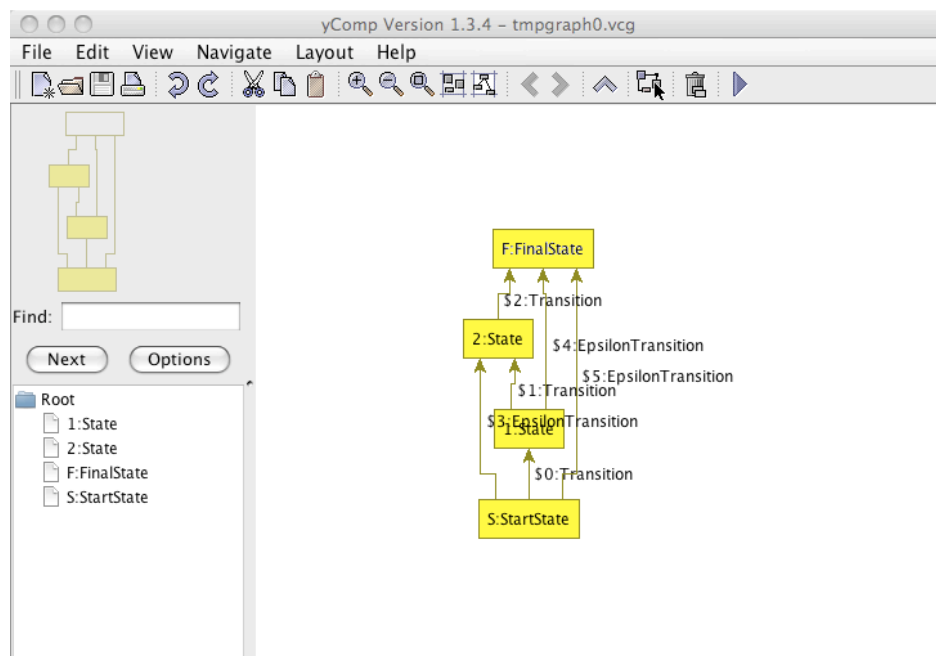 yComp Version 1.3.4 – tmpgraph0.vcg
File Edit View Navigate Layout Help
Find:
Next Options
Root
1:State
2:State
F:FinalState
S:StartState
F:FinalState
$2:Transition
2:State
$4:EpsilonTransition
$5:EpsilonTransition
$1:Transition
$3:EpsilonTransition
1:State
$0:Transition
S:StartState